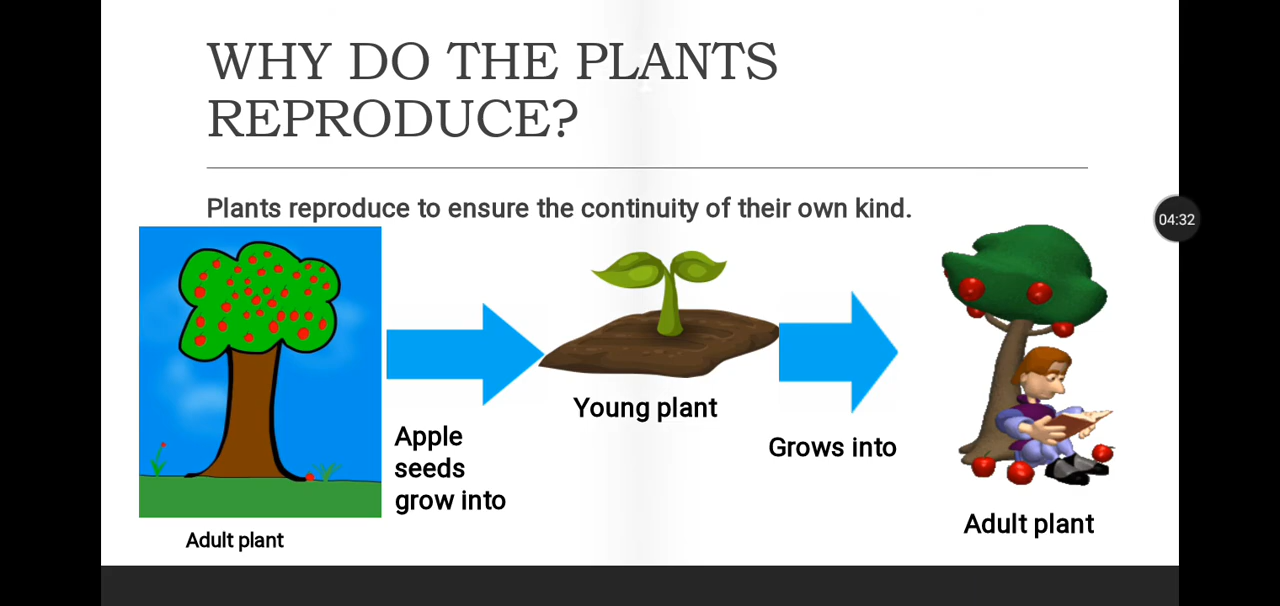 WHY DO THE PLANTS
REPRODUCE?
Plants reproduce to ensure the continuity of their own kind.
04:32
Young plant
Apple
seeds
grow into
Grows into
Adult plant
Adult plant